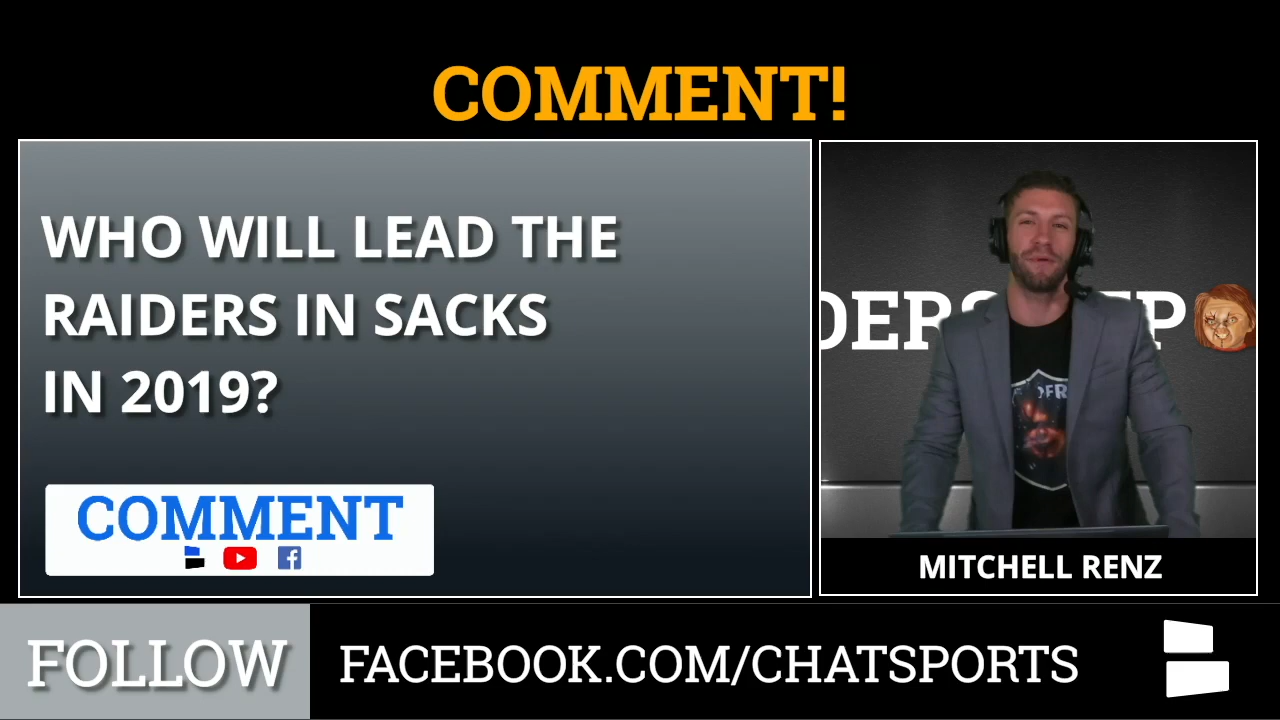 COMMENT!
WHO WILL LEAD THE
RAIDERS IN SACKS
IN 2019?
COMMENT
MITCHELL RENZ
FOLLOW
FACEBOOK.COM/CHATSPORTS